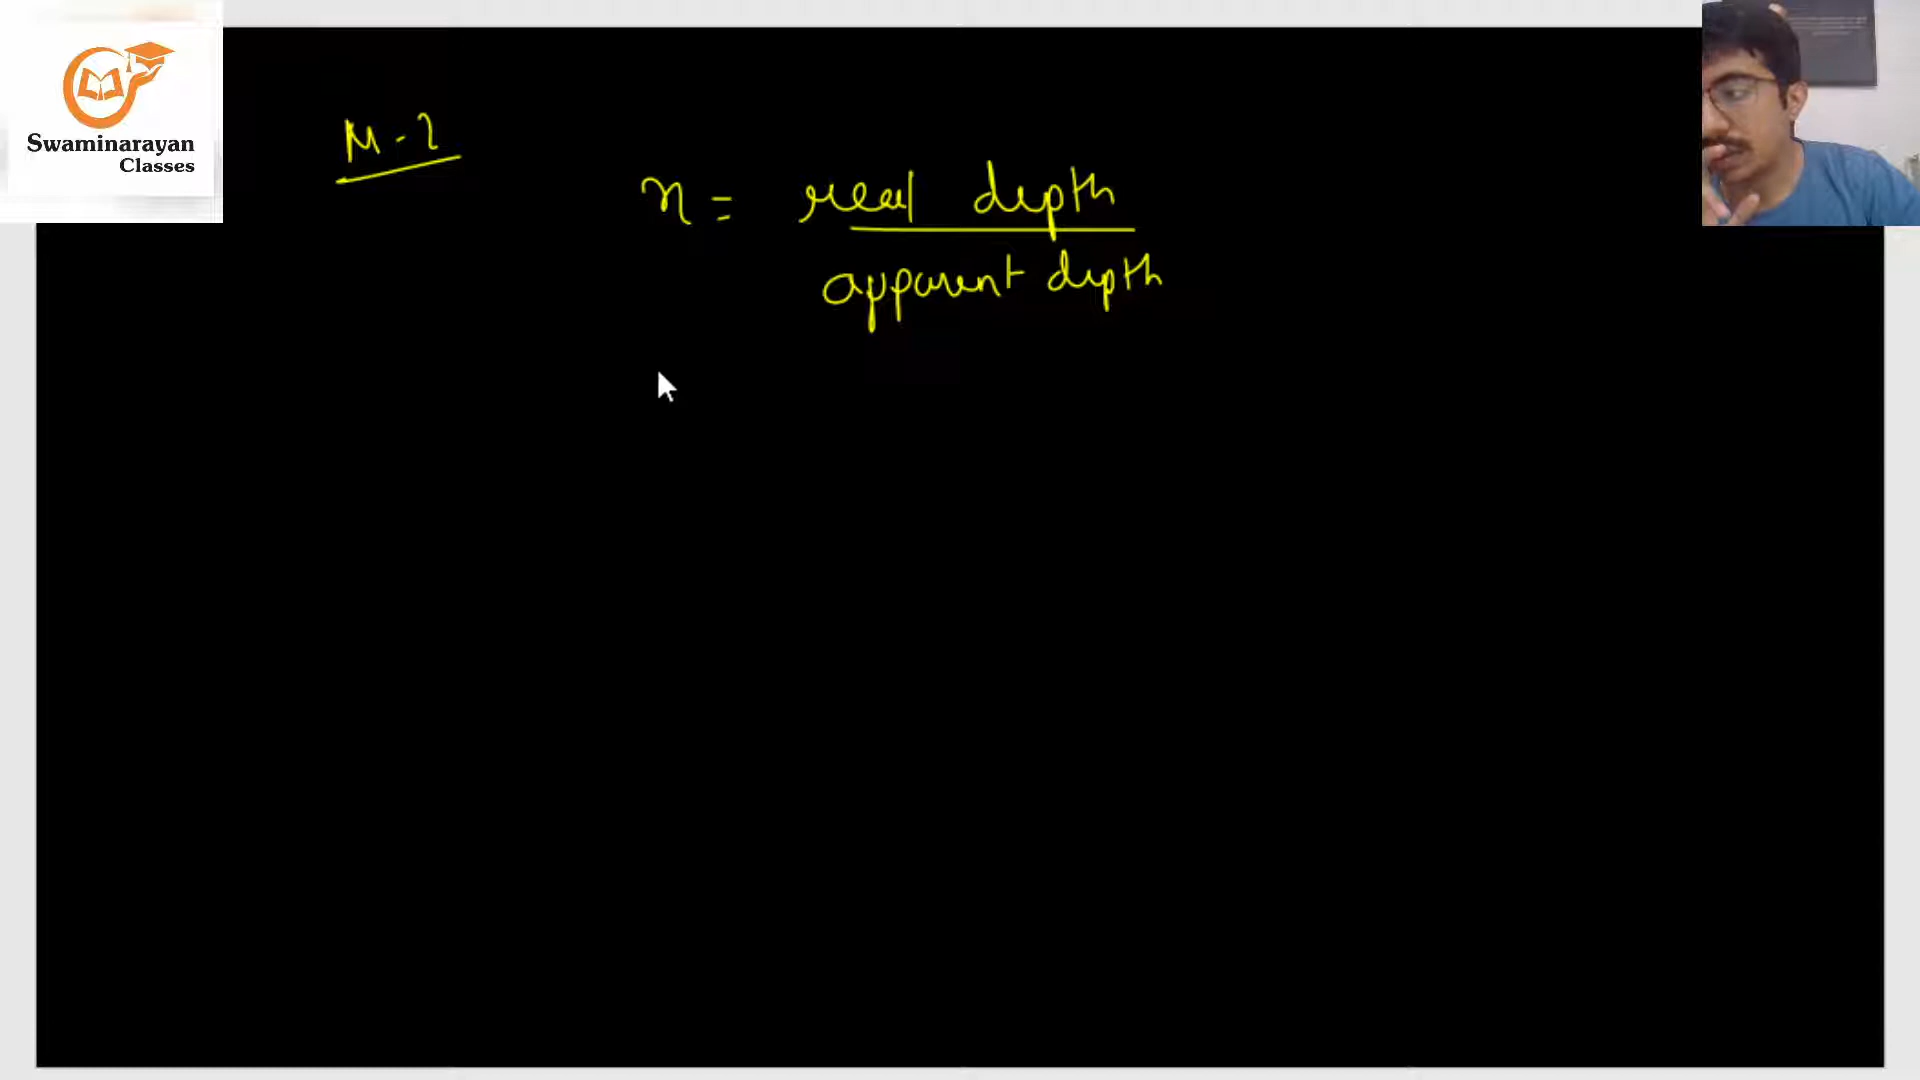 Swaminarayan
Classes
M-2
n = real depth
apparent depth